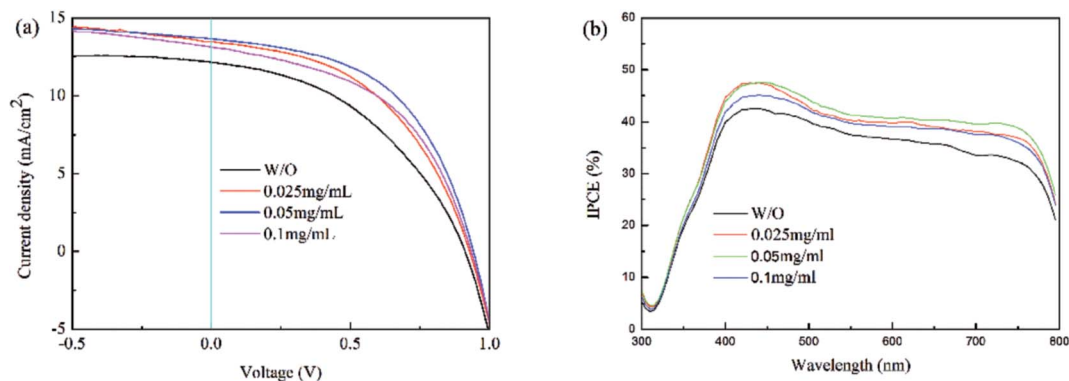 (a)
Current density (mA/cm²)
15
10
5
0
-5
-0.5
0.0
0.5
1.0
Voltage (V)
W/O
0.025mg/mL
0.05mg/mL
0.1mg/mL
(b)
IPCE (%)
60
50
40
30
20
10
0
300
400
500
600
700
800
Wavelength (nm)
W/O
0.025mg/ml
0.05mg/ml
0.1mg/ml